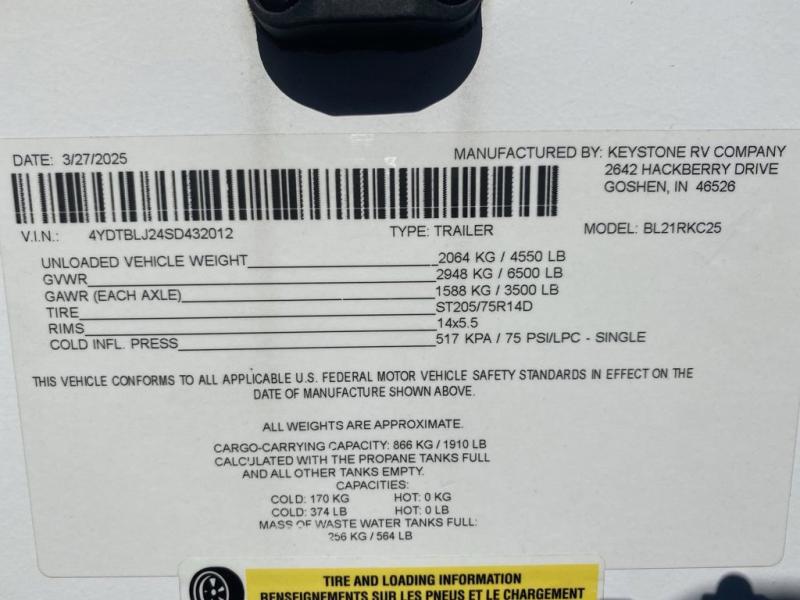 DATE: 3/27/2025 MANUFACTURED BY: KEYSTONE RV COMPANY
2642 HACKBERRY DRIVE
GOSHEN, IN 46526
V.I.N.: 4YDTBLJ24SD432012 TYPE: TRAILER MODEL: BL21RKC25
UNLOADED VEHICLE WEIGHT 2064 KG / 4550 LB
GVWR 2948 KG / 6500 LB
GAWR (EACH AXLE) 1588 KG / 3500 LB
TIRE ST205/75R14D
RIMS 14x5.5
COLD INFL. PRESS 517 KPA / 75 PSI/LPC - SINGLE
THIS VEHICLE CONFORMS TO ALL APPLICABLE U.S. FEDERAL MOTOR VEHICLE SAFETY STANDARDS IN EFFECT ON THE
DATE OF MANUFACTURE SHOWN ABOVE.
ALL WEIGHTS ARE APPROXIMATE.
CARGO-CARRYING CAPACITY: 866 KG / 1910 LB
CALCULATED WITH THE PROPANE TANKS FULL
AND ALL OTHER TANKS EMPTY.
CAPACITIES:
COLD: 170 KG HOT: 0 KG
COLD: 374 LB HOT: 0 LB
MASS OF WASTE WATER TANKS FULL:
256 KG / 564 LB
TIRE AND LOADING INFORMATION
RENSEIGNEMENTS SUR LES PNEUS ET LE CHARGEMENT